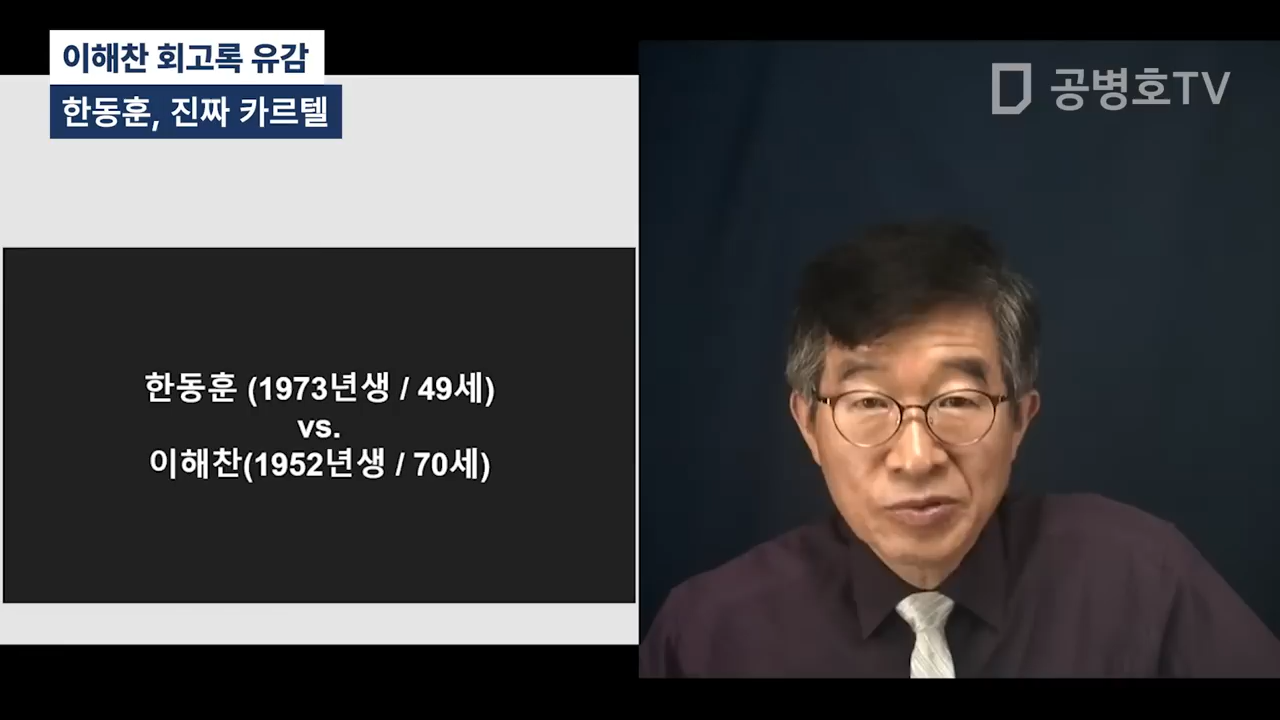 이해찬 회고록 유감
한동훈, 진짜 카르텔
공병호TV
한동훈 (1973년생 / 49세)
vs.
이해찬(1952년생 / 70세)